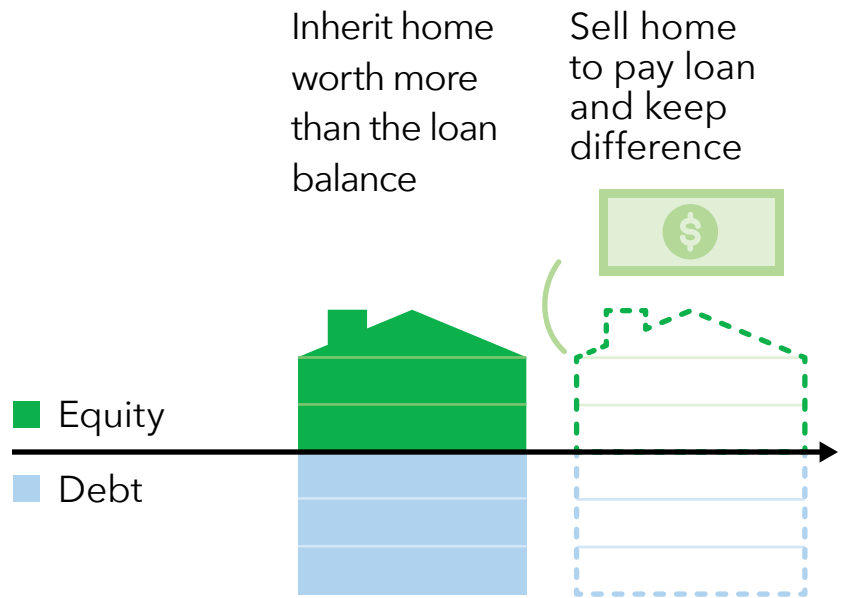 Inherit home
worth more
than the loan
balance
Sell home
to pay loan
and keep
difference
$
Equity
Debt